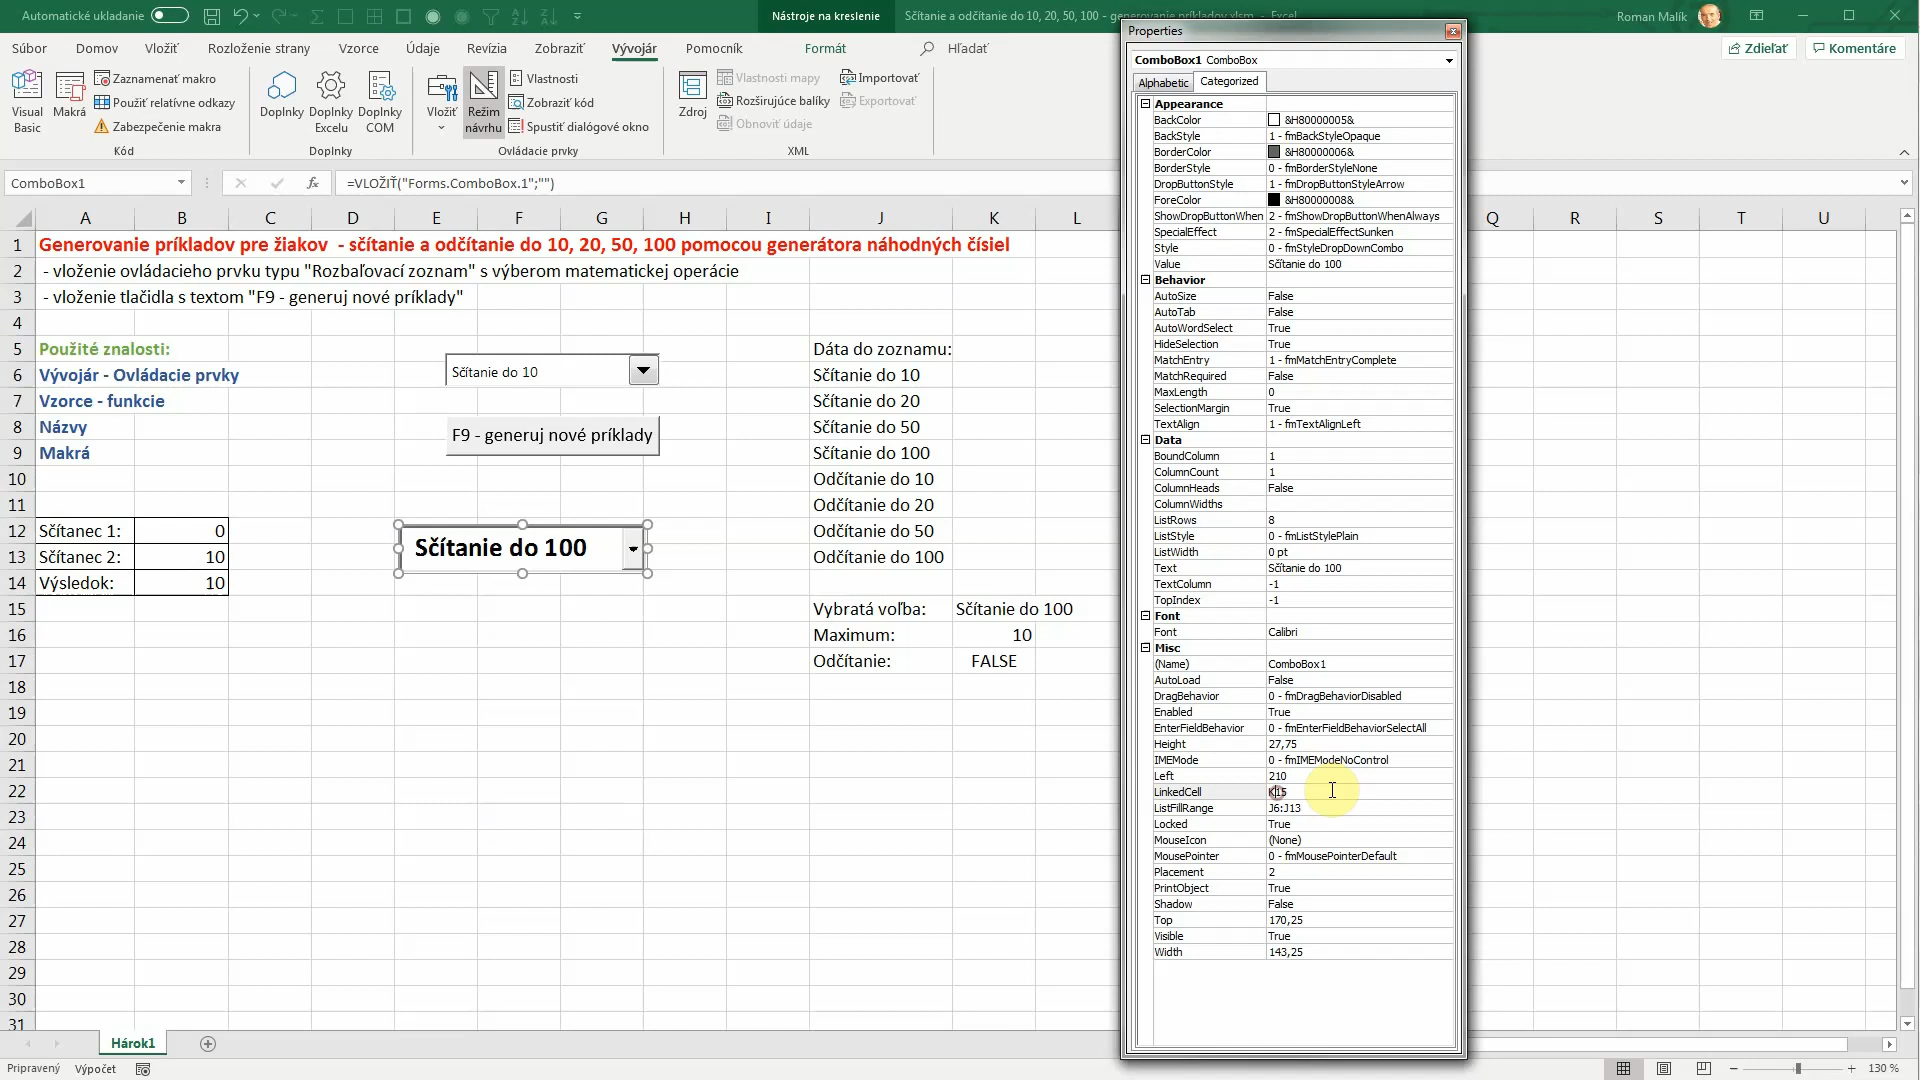 Automatické ukladanie
Nástroje na kreslenie
Sčítanie a odčítanie do 10, 20, 50, 100 - generovanie príkladov.xlsm - Excel
Roman Malík
Súbor Domov Vložiť Rozloženie strany Vzorce Údaje Revízia Zobraziť Vývojár Pomocník Formát Hľadať
Zdieľať Komentáre
Visual Basic
Makrá
Zaznamenať makro
Použiť relatívne odkazy
Zabezpečenie makra
Kód
Doplnky
Doplnky Excelu
Doplnky COM
Doplnky
Vložiť
Režim návrhu
Vlastnosti
Zobraziť kód
Spustiť dialógové okno
Ovládacie prvky
Zdroj
Vlastnosti mapy
Rozširujúce balíky
Obnoviť údaje
Importovať
Exportovať
XML
ComboBox1
fx
=VLOŽIŤ("Forms.ComboBox.1";"")
A B C D E F G H I J K L Q R S T U
1 Generovanie príkladov pre žiakov - sčítanie a odčítanie do 10, 20, 50, 100 pomocou generátora náhodných čísiel
2 - vloženie ovládacieho prvku typu "Rozbaľovací zoznam" s výberom matematickej operácie
3 - vloženie tlačidla s textom "F9 - generuj nové príklady"
4
5 Použité znalosti: Dáta do zoznamu:
6 Vývojár - Ovládacie prvky Sčítanie do 10 Sčítanie do 10
7 Vzorce - funkcie Sčítanie do 20
8 Názvy F9 - generuj nové príklady Sčítanie do 50
9 Makrá Sčítanie do 100
10 Odčítanie do 10
11 Odčítanie do 20
12 Sčítanec 1: 0 Odčítanie do 50
13 Sčítanec 2: 10 Sčítanie do 100 Odčítanie do 100
14 Výsledok: 10
15 Vybratá voľba: Sčítanie do 100
16 Maximum: 10
17 Odčítanie: FALSE
18
19
20
21
22
23
24
25
26
27
28
29
30
31
Hárok1
Pripravený Výpočet
130 %
Properties
ComboBox1 ComboBox
Alphabetic Categorized
Appearance
BackColor &H80000005&
BackStyle 1 - fmBackStyleOpaque
BorderColor &H80000006&
BorderStyle 0 - fmBorderStyleNone
DropButtonStyle 1 - fmDropButtonStyleArrow
ForeColor &H80000008&
ShowDropButtonWhen 2 - fmShowDropButtonWhenAlways
SpecialEffect 2 - fmSpecialEffectSunken
Style 0 - fmStyleDropDownCombo
Value Sčítanie do 100
Behavior
AutoSize False
AutoTab False
AutoWordSelect True
HideSelection True
MatchEntry 1 - fmMatchEntryComplete
MatchRequired False
MaxLength 0
SelectionMargin True
TextAlign 1 - fmTextAlignLeft
Data
BoundColumn 1
ColumnCount 1
ColumnHeads False
ColumnWidths
ListRows 8
ListStyle 0 - fmListStylePlain
ListWidth 0 pt
Text Sčítanie do 100
TextColumn -1
TopIndex -1
Font
Font Calibri
Misc
(Name) ComboBox1
AutoLoad False
DragBehavior 0 - fmDragBehaviorDisabled
Enabled True
EnterFieldBehavior 0 - fmEnterFieldBehaviorSelectAll
Height 27,75
IMEMode 0 - fmIMEModeNoControl
Left 210
LinkedCell K15
ListFillRange J6:J13
Locked True
MouseIcon (None)
MousePointer 0 - fmMousePointerDefault
Placement 2
PrintObject True
Shadow False
Top 170,25
Visible True
Width 143,25